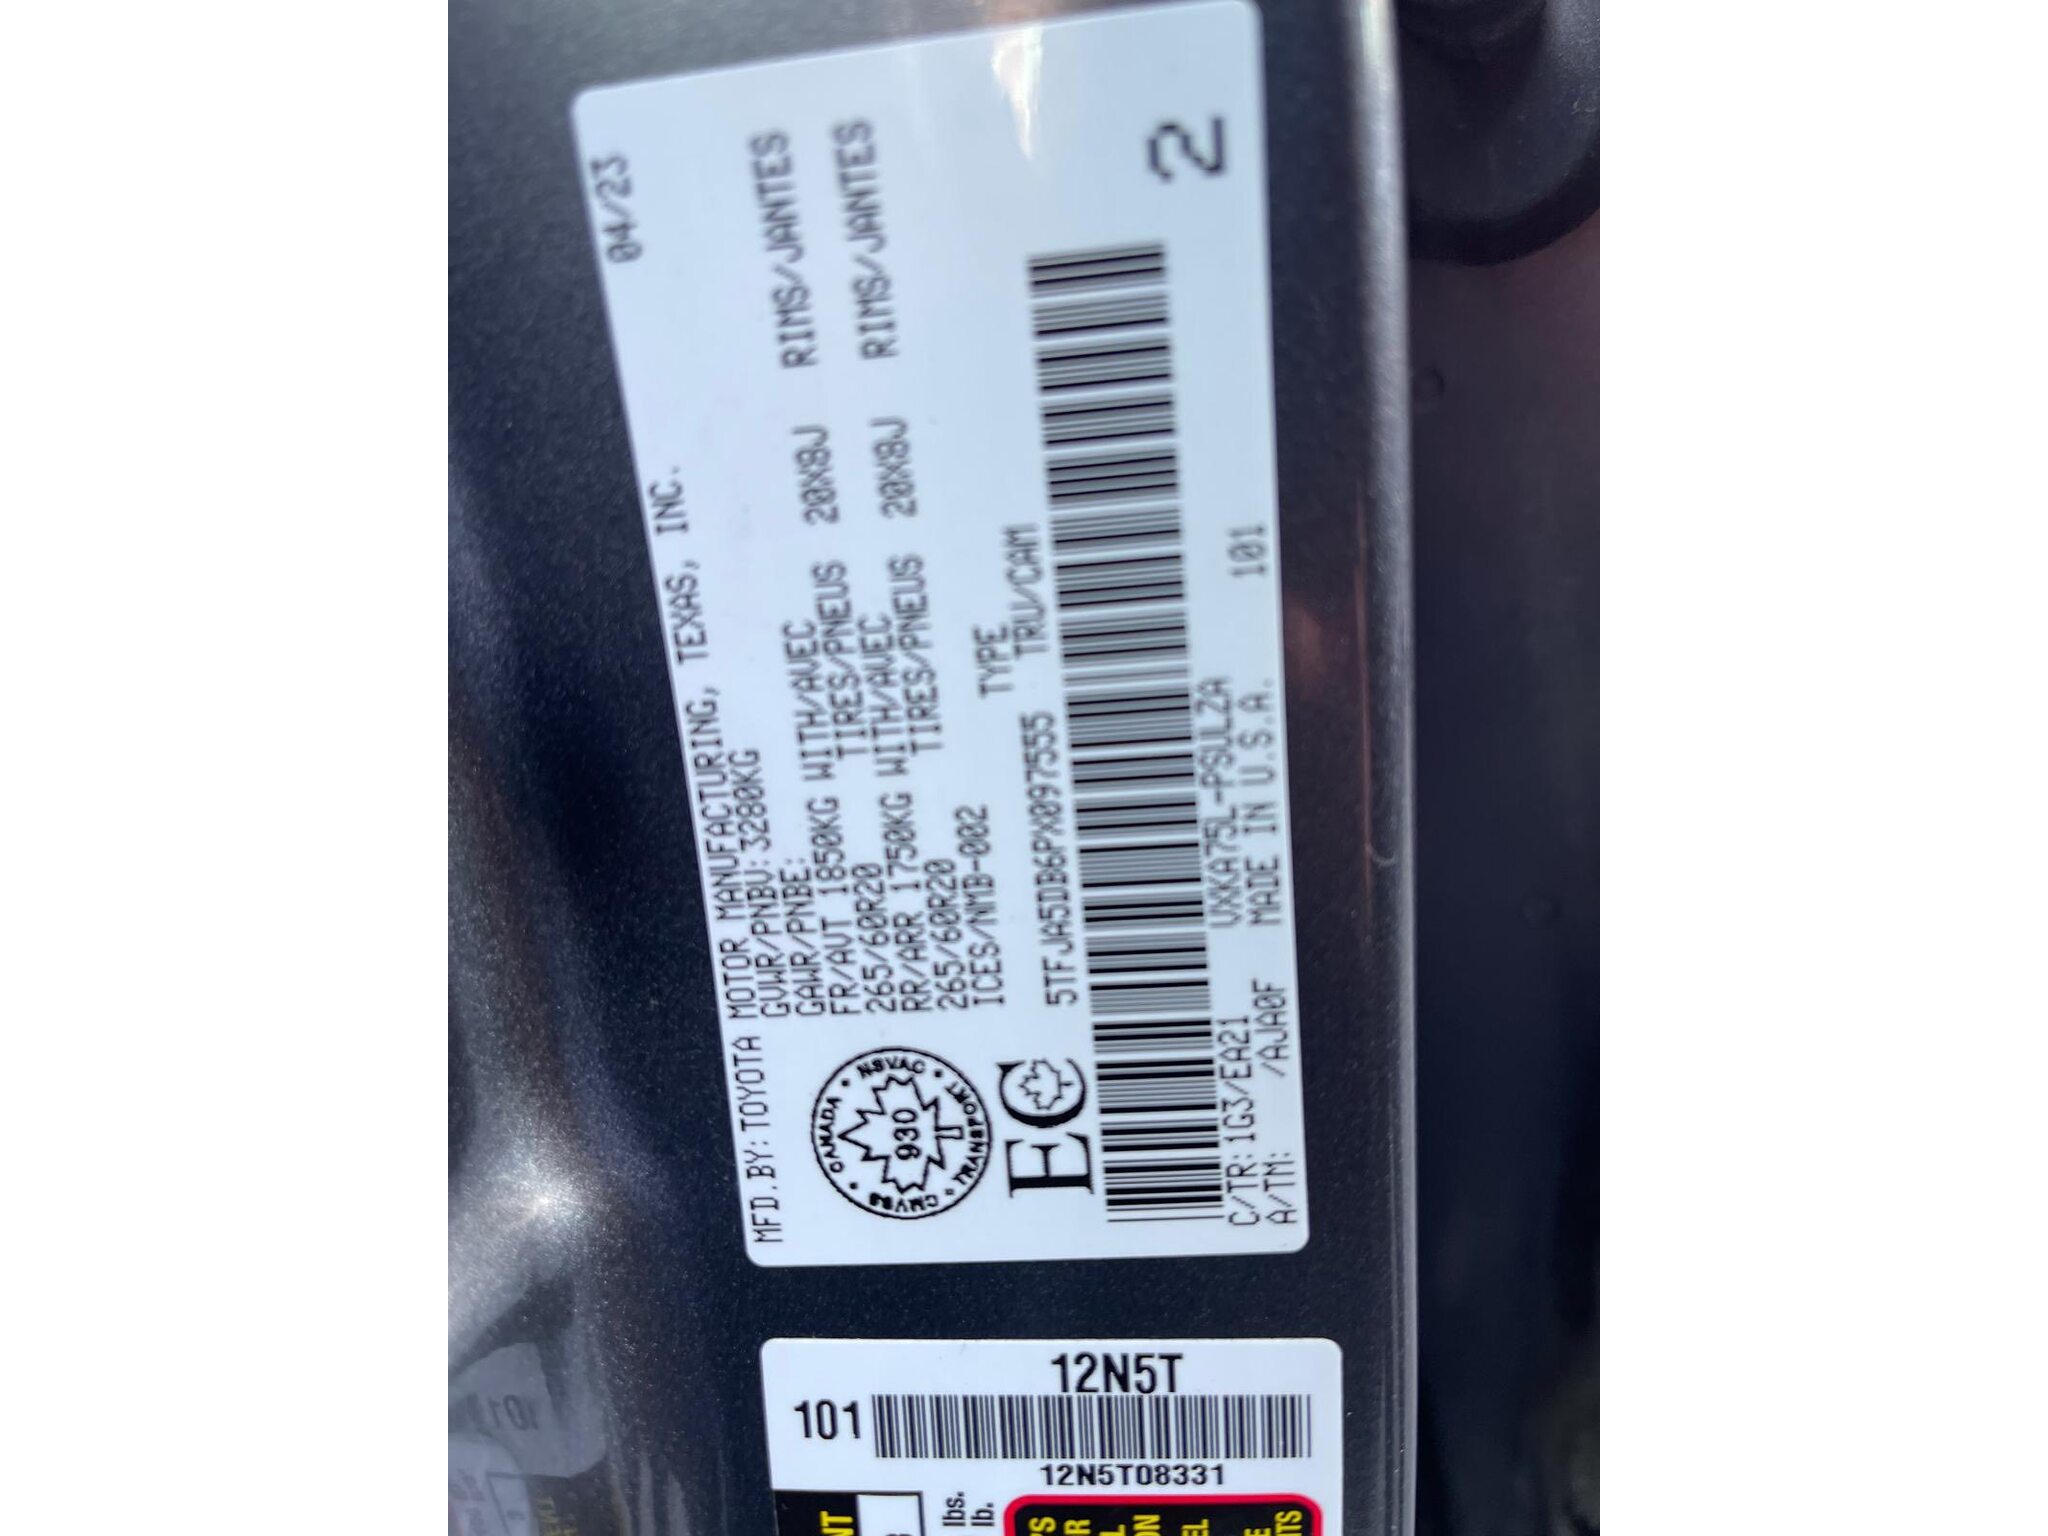 04/23
MFD.BY:TOYOTA MOTOR MANUFACTURING, TEXAS, INC.
GVWR/PNBV:3280KG
GAWR/PNBE:
FR/AVT 1850KG WITH/AVEC
265/60R20 TIRES/PNEUS 20X8J RIMS/JANTES
RR/ARR 1750KG WITH/AVEC
265/60R20 TIRES/PNEUS 20X8J RIMS/JANTES
ICES/NMB-002
CANADA • NSVAC • TRANSPORT • CMVSS •
930
EC
TYPE
5TFJA5DB6PX097555 TRU/CAM
2
C/TR:1G3/EA21 VXKA75L-PSULZA
A/TM: /AJA0F MADE IN U.S.A. 101
12N5T
101
12N5T08331
lbs.
lb.